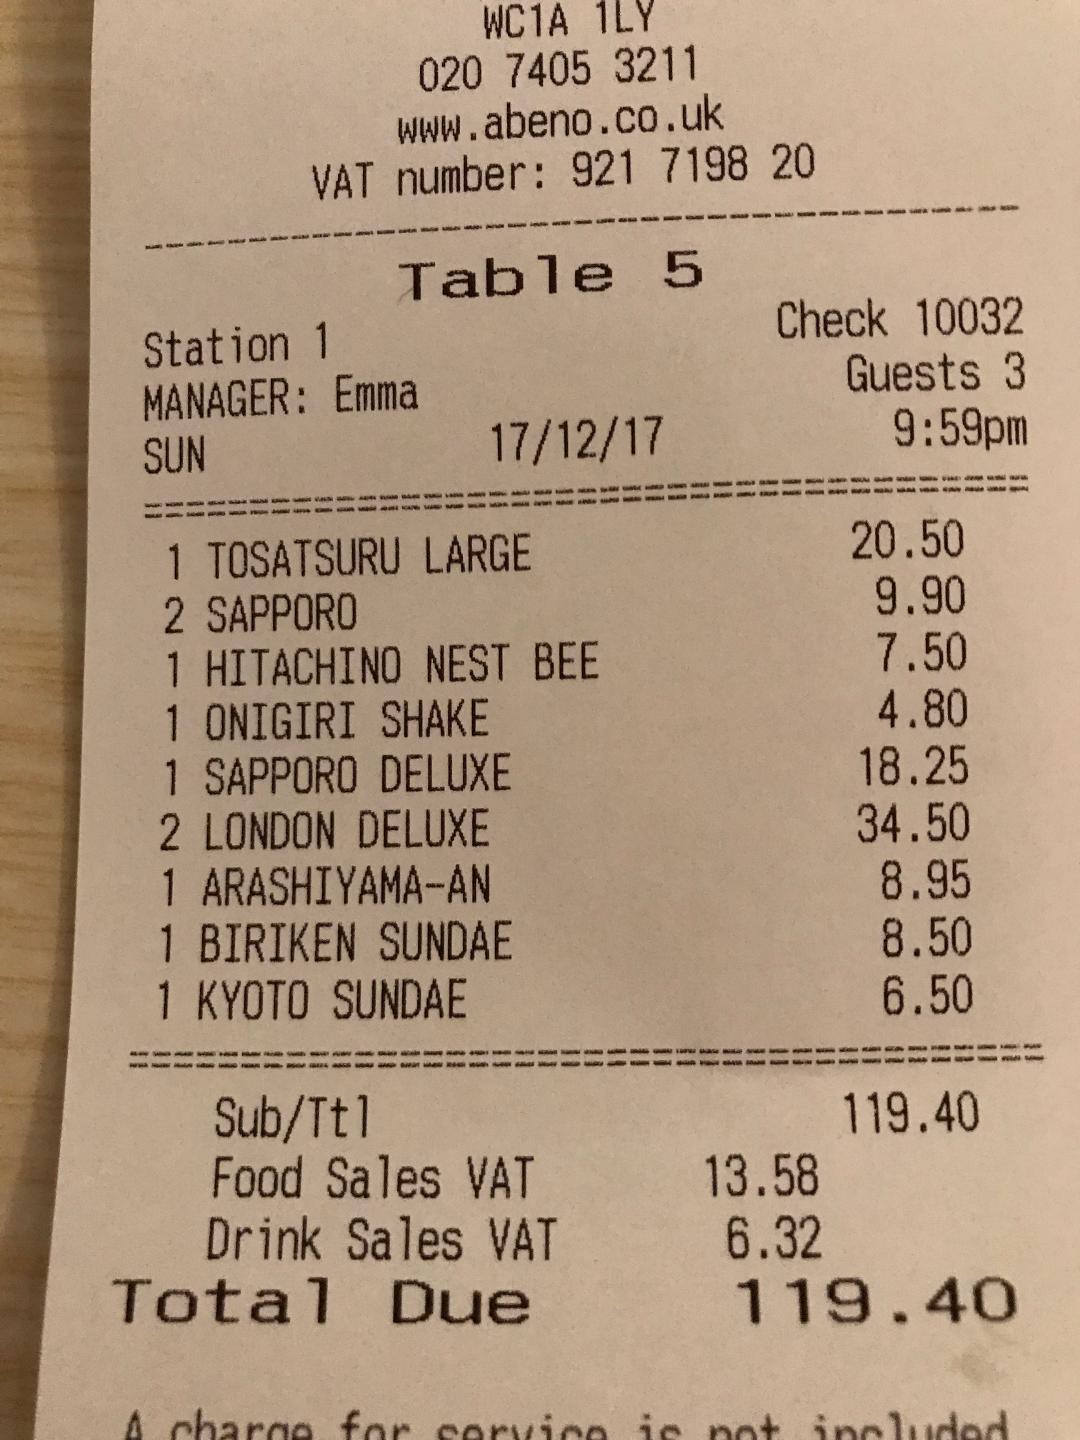 WC1A 1LY
020 7405 3211
www.abeno.co.uk
VAT number: 921 7198 20
Table 5
Station 1 Check 10032
MANAGER: Emma Guests 3
SUN 17/12/17 9:59pm
1 TOSATSURU LARGE 20.50
2 SAPPORO 9.90
1 HITACHINO NEST BEE 7.50
1 ONIGIRI SHAKE 4.80
1 SAPPORO DELUXE 18.25
2 LONDON DELUXE 34.50
1 ARASHIYAMA-AN 8.95
1 BIRIKEN SUNDAE 8.50
1 KYOTO SUNDAE 6.50
Sub/Ttl 119.40
Food Sales VAT 13.58
Drink Sales VAT 6.32
Total Due 119.40
A charge for service is not included